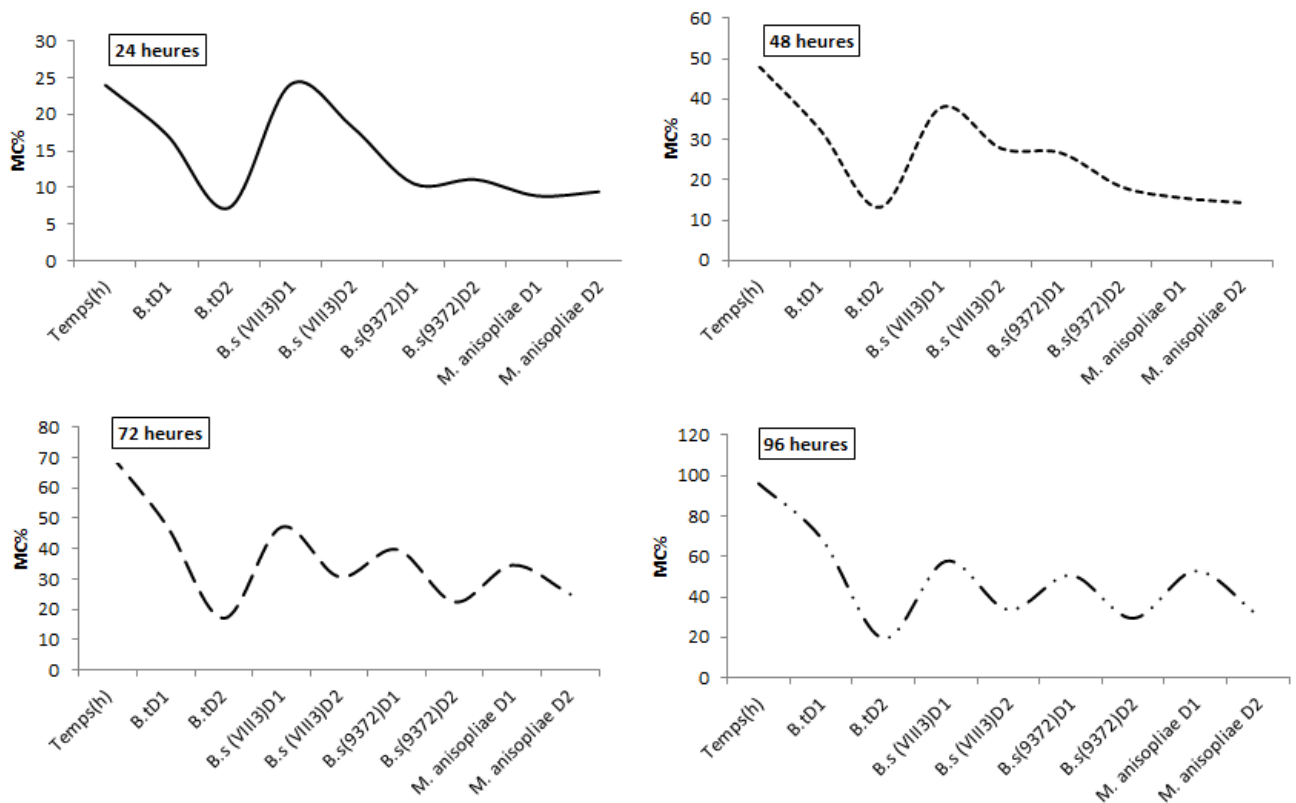 24 heures
MC%
30
25
20
15
10
5
0
Temps(h)
B.tD1
B.tD2
B.s (VIII3)D1
B.s (VIII3)D2
B.s(9372)D1
B.s(9372)D2
M. anisopliae D1
M. anisopliae D2
48 heures
MC%
60
50
40
30
20
10
0
Temps(h)
B.tD1
B.tD2
B.s (VIII3)D1
B.s (VIII3)D2
B.s(9372)D1
B.s(9372)D2
M. anisopliae D1
M. anisopliae D2
72 heures
MC%
80
70
60
50
40
30
20
10
0
Temps(h)
B.tD1
B.tD2
B.s (VIII3)D1
B.s (VIII3)D2
B.s(9372)D1
B.s(9372)D2
M. anisopliae D1
M. anisopliae D2
96 heures
MC%
120
100
80
60
40
20
0
Temps(h)
B.tD1
B.tD2
B.s (VIII3)D1
B.s (VIII3)D2
B.s(9372)D1
B.s(9372)D2
M. anisopliae D1
M. anisopliae D2